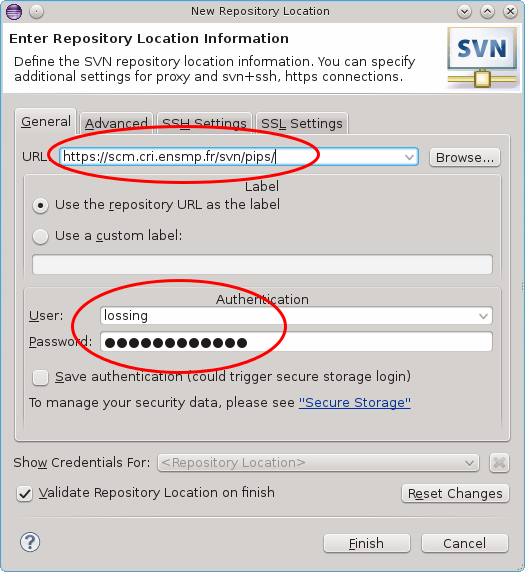 New Repository Location
Enter Repository Location Information
Define the SVN repository location information. You can specify
additional settings for proxy and svn+ssh, https connections.
SVN
General Advanced SSH Settings SSL Settings
URL: https://scm.cri.ensmp.fr/svn/pips/ Browse...
Label
Use the repository URL as the label
Use a custom label:
Authentication
User: lossing
Password: ●●●●●●●●●●●●
Save authentication (could trigger secure storage login)
To manage your security data, please see "Secure Storage"
Show Credentials For: <Repository Location>
Validate Repository Location on finish Reset Changes
? Finish Cancel